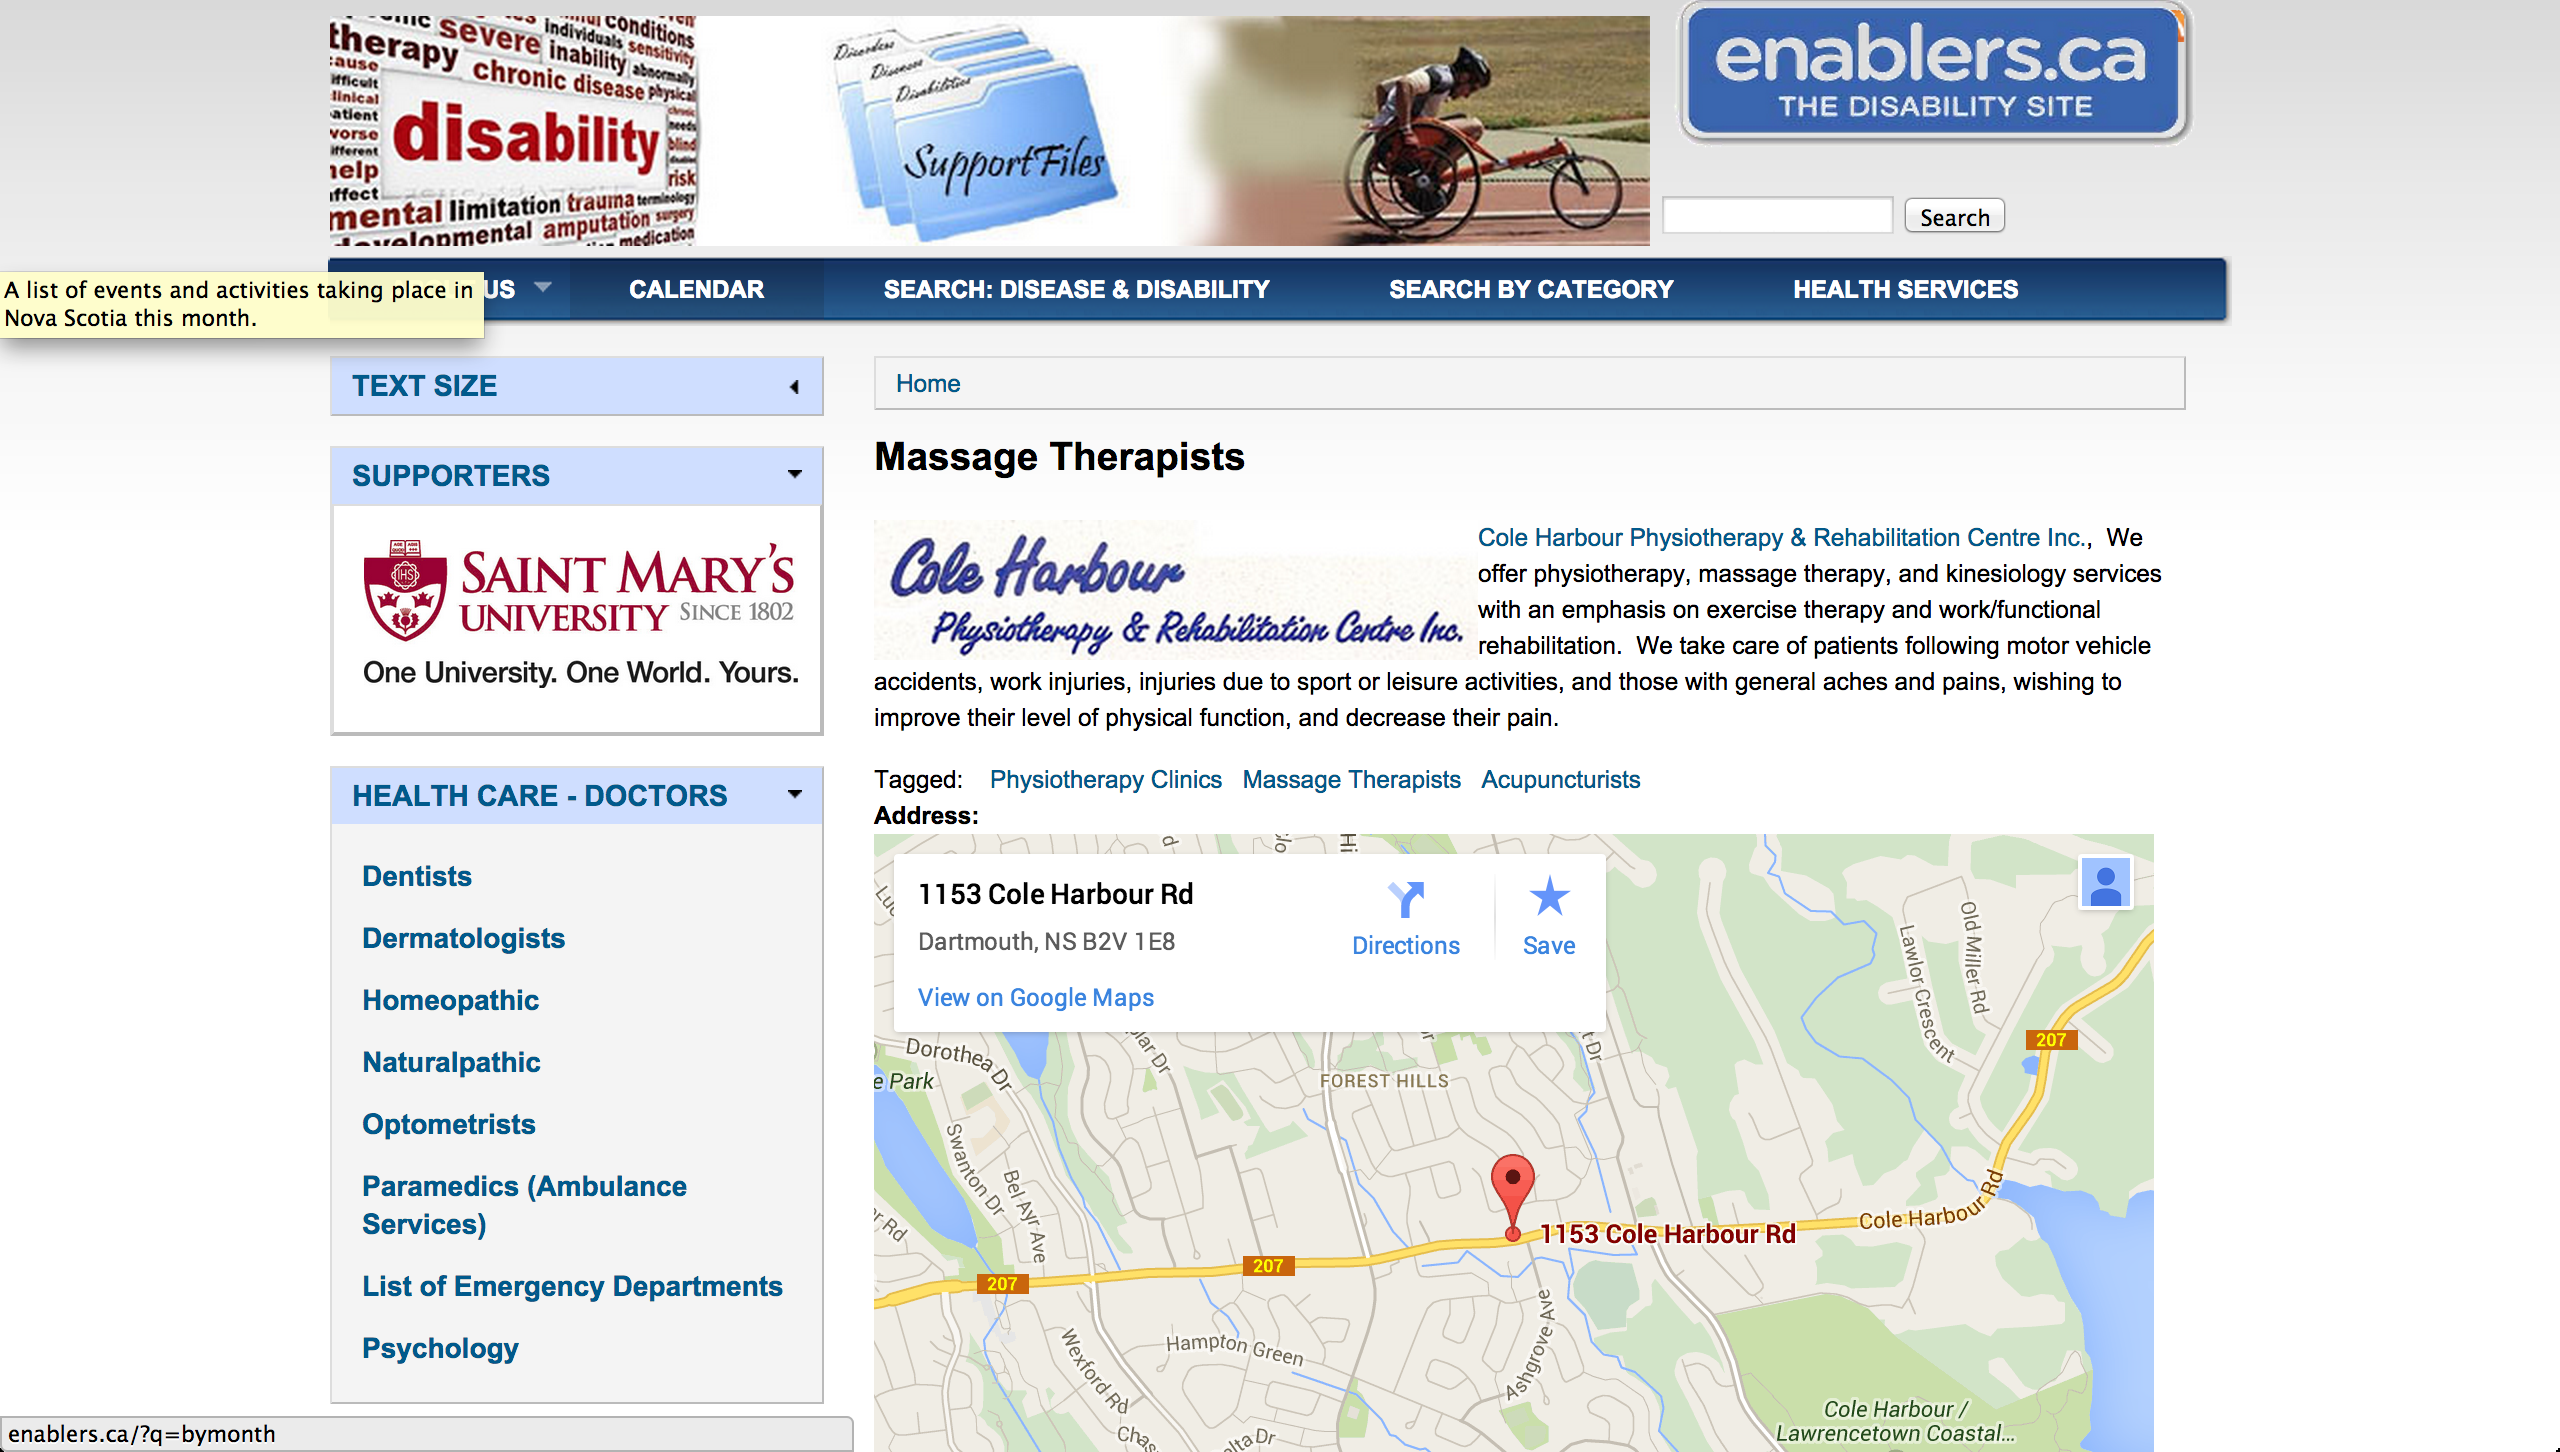 conditions
severe
individuals sensitivity
therapy
inability
abnormally
cause
chronic disease physical
difficult
clinical
patient
disability
needs
worse
blind
different
help
risk
affect
mental limitation trauma terminology
developmental amputation surgery
medication
Disorders
Diseases
Disabilities
Support Files
enablers.ca
THE DISABILITY SITE
Search
A list of events and activities taking place in
Nova Scotia this month.
US
CALENDAR
SEARCH: DISEASE & DISABILITY
SEARCH BY CATEGORY
HEALTH SERVICES
TEXT SIZE
SUPPORTERS
SAINT MARY'S
UNIVERSITY SINCE 1802
One University. One World. Yours.
HEALTH CARE - DOCTORS
Dentists
Dermatologists
Homeopathic
Naturalpathic
Optometrists
Paramedics (Ambulance
Services)
List of Emergency Departments
Psychology
enablers.ca/?q=bymonth
Home
Massage Therapists
Cole Harbour
Physiotherapy & Rehabilitation Centre Inc.
Cole Harbour Physiotherapy & Rehabilitation Centre Inc., We
offer physiotherapy, massage therapy, and kinesiology services
with an emphasis on exercise therapy and work/functional
rehabilitation. We take care of patients following motor vehicle
accidents, work injuries, injuries due to sport or leisure activities, and those with general aches and pains, wishing to
improve their level of physical function, and decrease their pain.
Tagged: Physiotherapy Clinics Massage Therapists Acupuncturists
Address:
1153 Cole Harbour Rd
Dartmouth, NS B2V 1E8
View on Google Maps
Directions
Save
Old Miller Rd
Lawlor Crescent
207
Dorothea Dr
e Park
FOREST HILLS
Swanton Dr
Bel Ayr Ave
er Rd
1153 Cole Harbour Rd
Cole Harbour Rd
207
207
Hampton Green
Wexford Rd
Ashgrove Ave
Cole Harbour /
Lawrencetown Coastal...